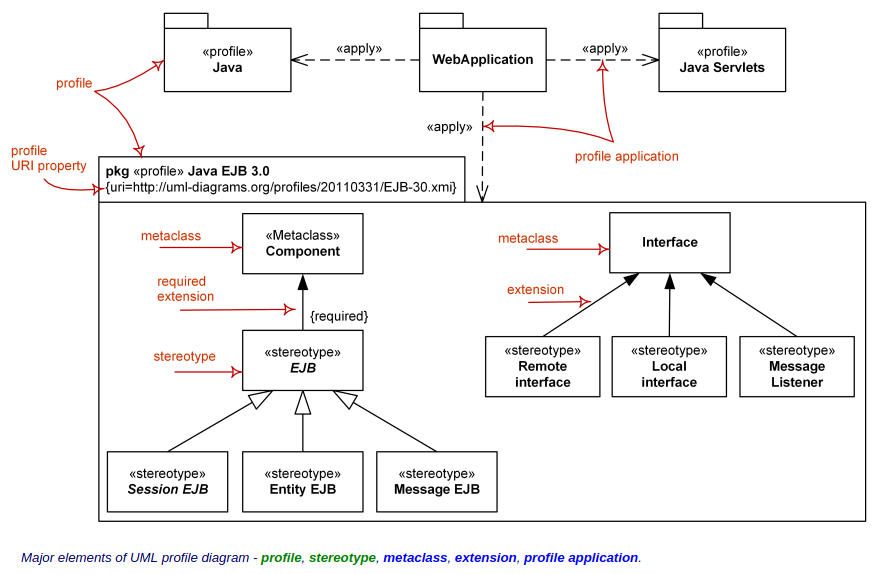 «profile»
Java
«apply»
WebApplication
«apply»
«profile»
Java Servlets
profile
«apply»
profile
URI property
profile application
pkg «profile» Java EJB 3.0
{uri=http://uml-diagrams.org/profiles/20110331/EJB-30.xmi}
metaclass
«Metaclass»
Component
metaclass
Interface
required
extension
{required}
extension
stereotype
«stereotype»
EJB
«stereotype»
Remote
interface
«stereotype»
Local
interface
«stereotype»
Message
Listener
«stereotype»
Session EJB
«stereotype»
Entity EJB
«stereotype»
Message EJB
Major elements of UML profile diagram - profile, stereotype, metaclass, extension, profile application.